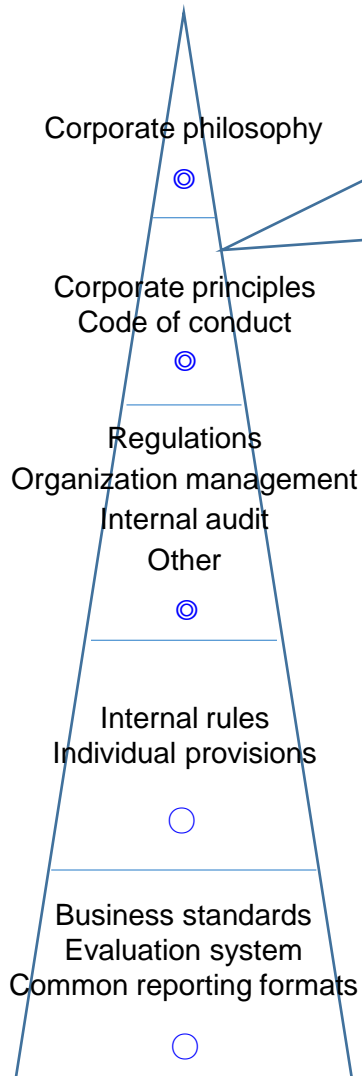 Corporate philosophy
◎
Corporate principles
Code of conduct
◎
Regulations
Organization management
Internal audit
Other
◎
Internal rules
Individual provisions
○
Business standards
Evaluation system
Common reporting formats
○